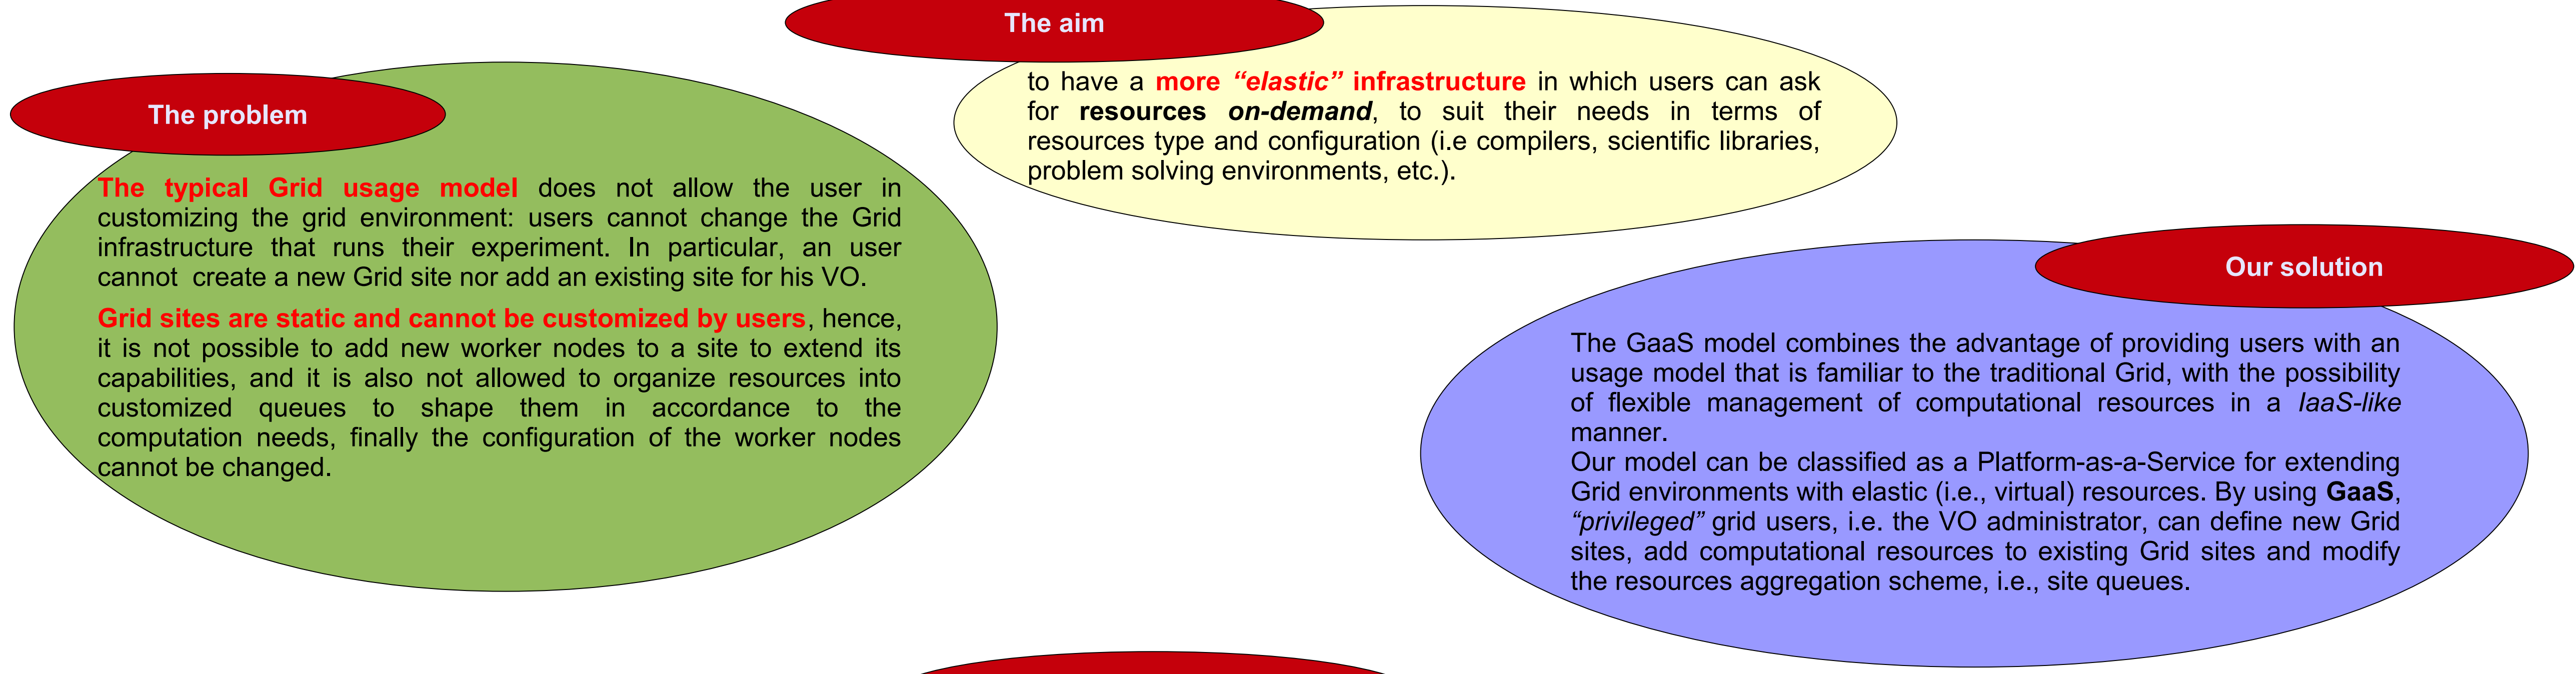 The aim
to have a more “elastic” infrastructure in which users can ask
for resources on-demand, to suit their needs in terms of
resources type and configuration (i.e compilers, scientific libraries,
problem solving environments, etc.).
The problem
The typical Grid usage model does not allow the user in
customizing the grid environment: users cannot change the Grid
infrastructure that runs their experiment. In particular, an user
cannot create a new Grid site nor add an existing site for his VO.
Grid sites are static and cannot be customized by users, hence,
it is not possible to add new worker nodes to a site to extend its
capabilities, and it is also not allowed to organize resources into
customized queues to shape them in accordance to the
computation needs, finally the configuration of the worker nodes
cannot be changed.
Our solution
The GaaS model combines the advantage of providing users with an
usage model that is familiar to the traditional Grid, with the possibility
of flexible management of computational resources in a IaaS-like
manner.
Our model can be classified as a Platform-as-a-Service for extending
Grid environments with elastic (i.e., virtual) resources. By using GaaS,
“privileged” grid users, i.e. the VO administrator, can define new Grid
sites, add computational resources to existing Grid sites and modify
the resources aggregation scheme, i.e., site queues.